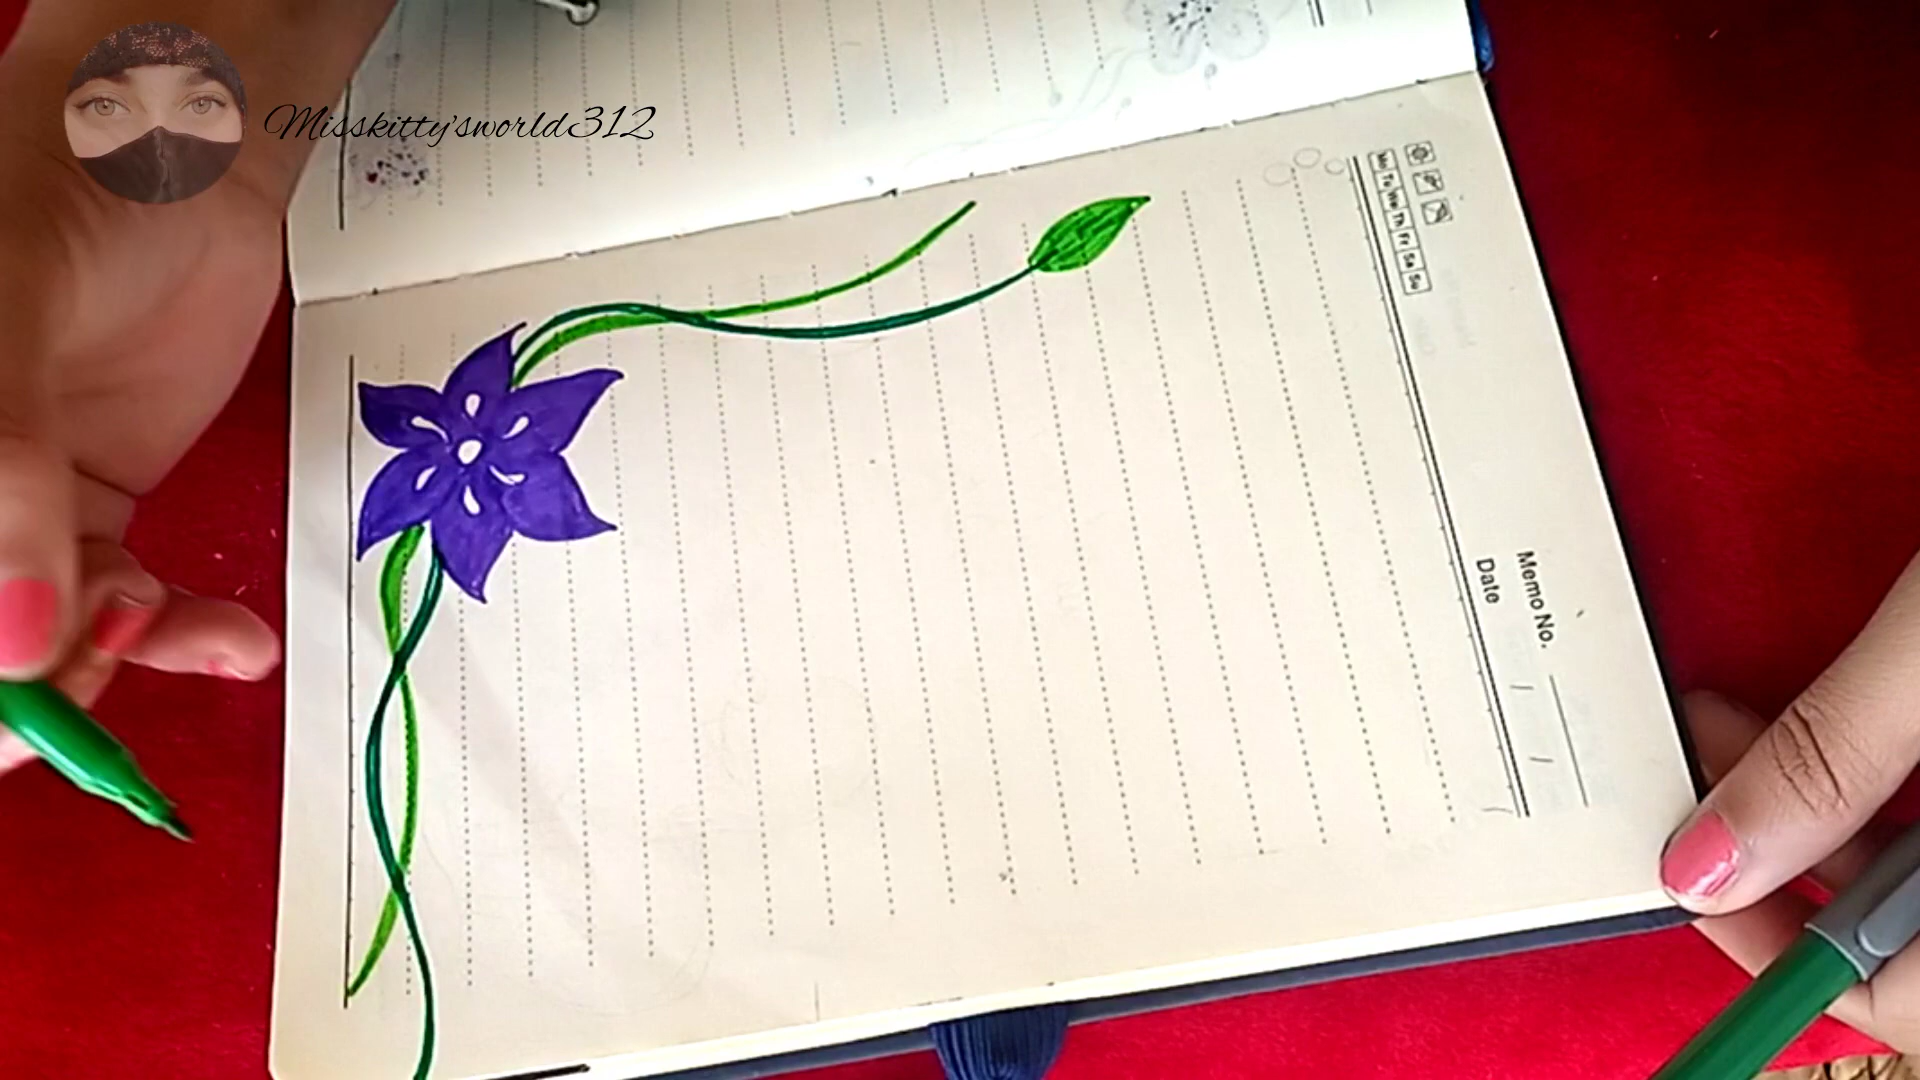 Misskitty'sworld312
Mo Tu We Th Fr Sa Su
Memo No.
Date / /